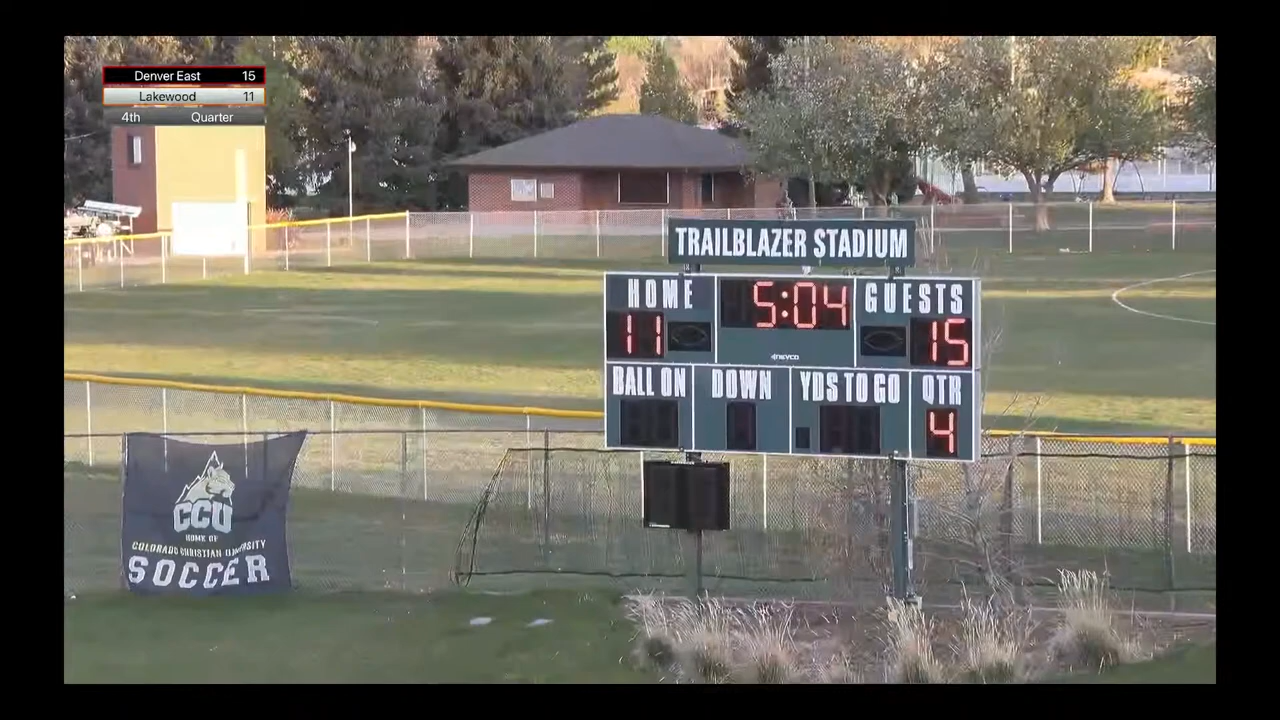 Denver East 15
Lakewood 11
4th Quarter
TRAILBLAZER STADIUM
HOME 5:04 GUESTS
11 15
NEVCO
BALL ON DOWN YDS TO GO QTR
4
CCU
HOME OF
COLORADO CHRISTIAN UNIVERSITY
SOCCER